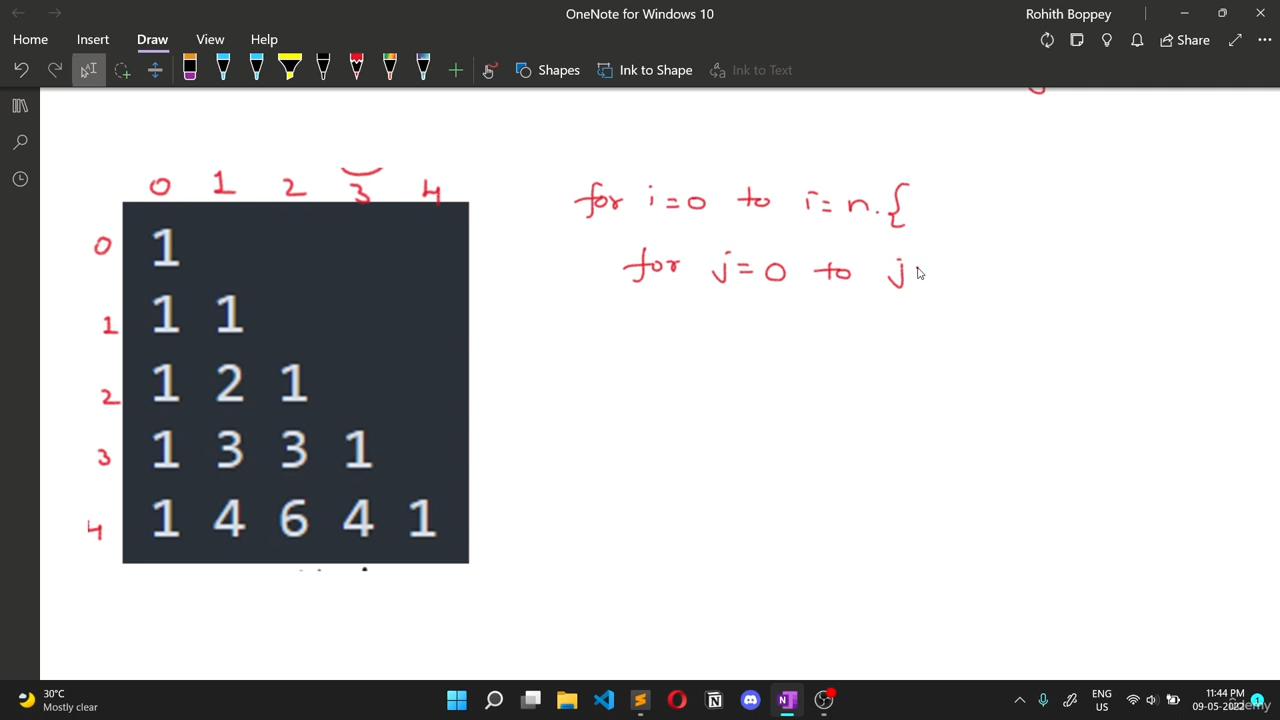 OneNote for Windows 10
Rohith Boppey
Home Insert Draw View Help
Share
Shapes
Ink to Shape
Ink to Text
0 1 2 3 4
0 1
1 1 1
2 1 2 1
3 1 3 3 1
4 1 4 6 4 1
for i=0 to i=n.{
for j=0 to j
30°C
Mostly clear
ENG
US
11:44 PM
09-05-2022
1
Udemy